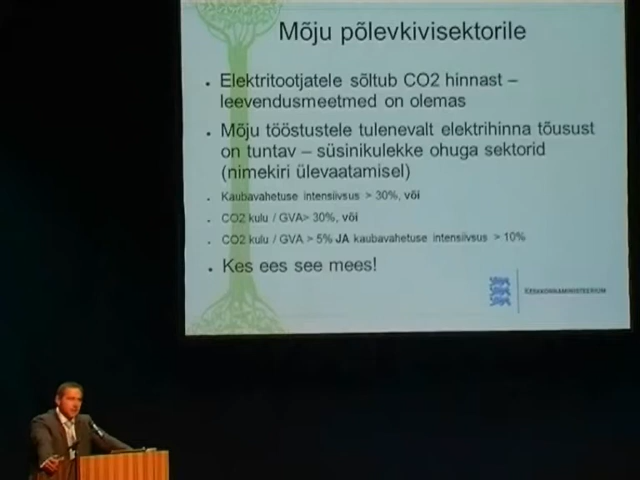 Mõju põlevkivisektorile
• Elektritootjatele sõltub CO2 hinnast –
leevendusmeetmed on olemas
• Mõju tööstustele tulenevalt elektrihinna tõusust
on tuntav – süsinikulekke ohuga sektorid
(nimekiri ülevaatamisel)
• Kaubavahetuse intensiivsus > 30%, või
• CO2 kulu / GVA> 30%, või
• CO2 kulu / GVA > 5% JA kaubavahetuse intensiivsus > 10%
• Kes ees see mees!
KESKKONNAMINISTEERIUM